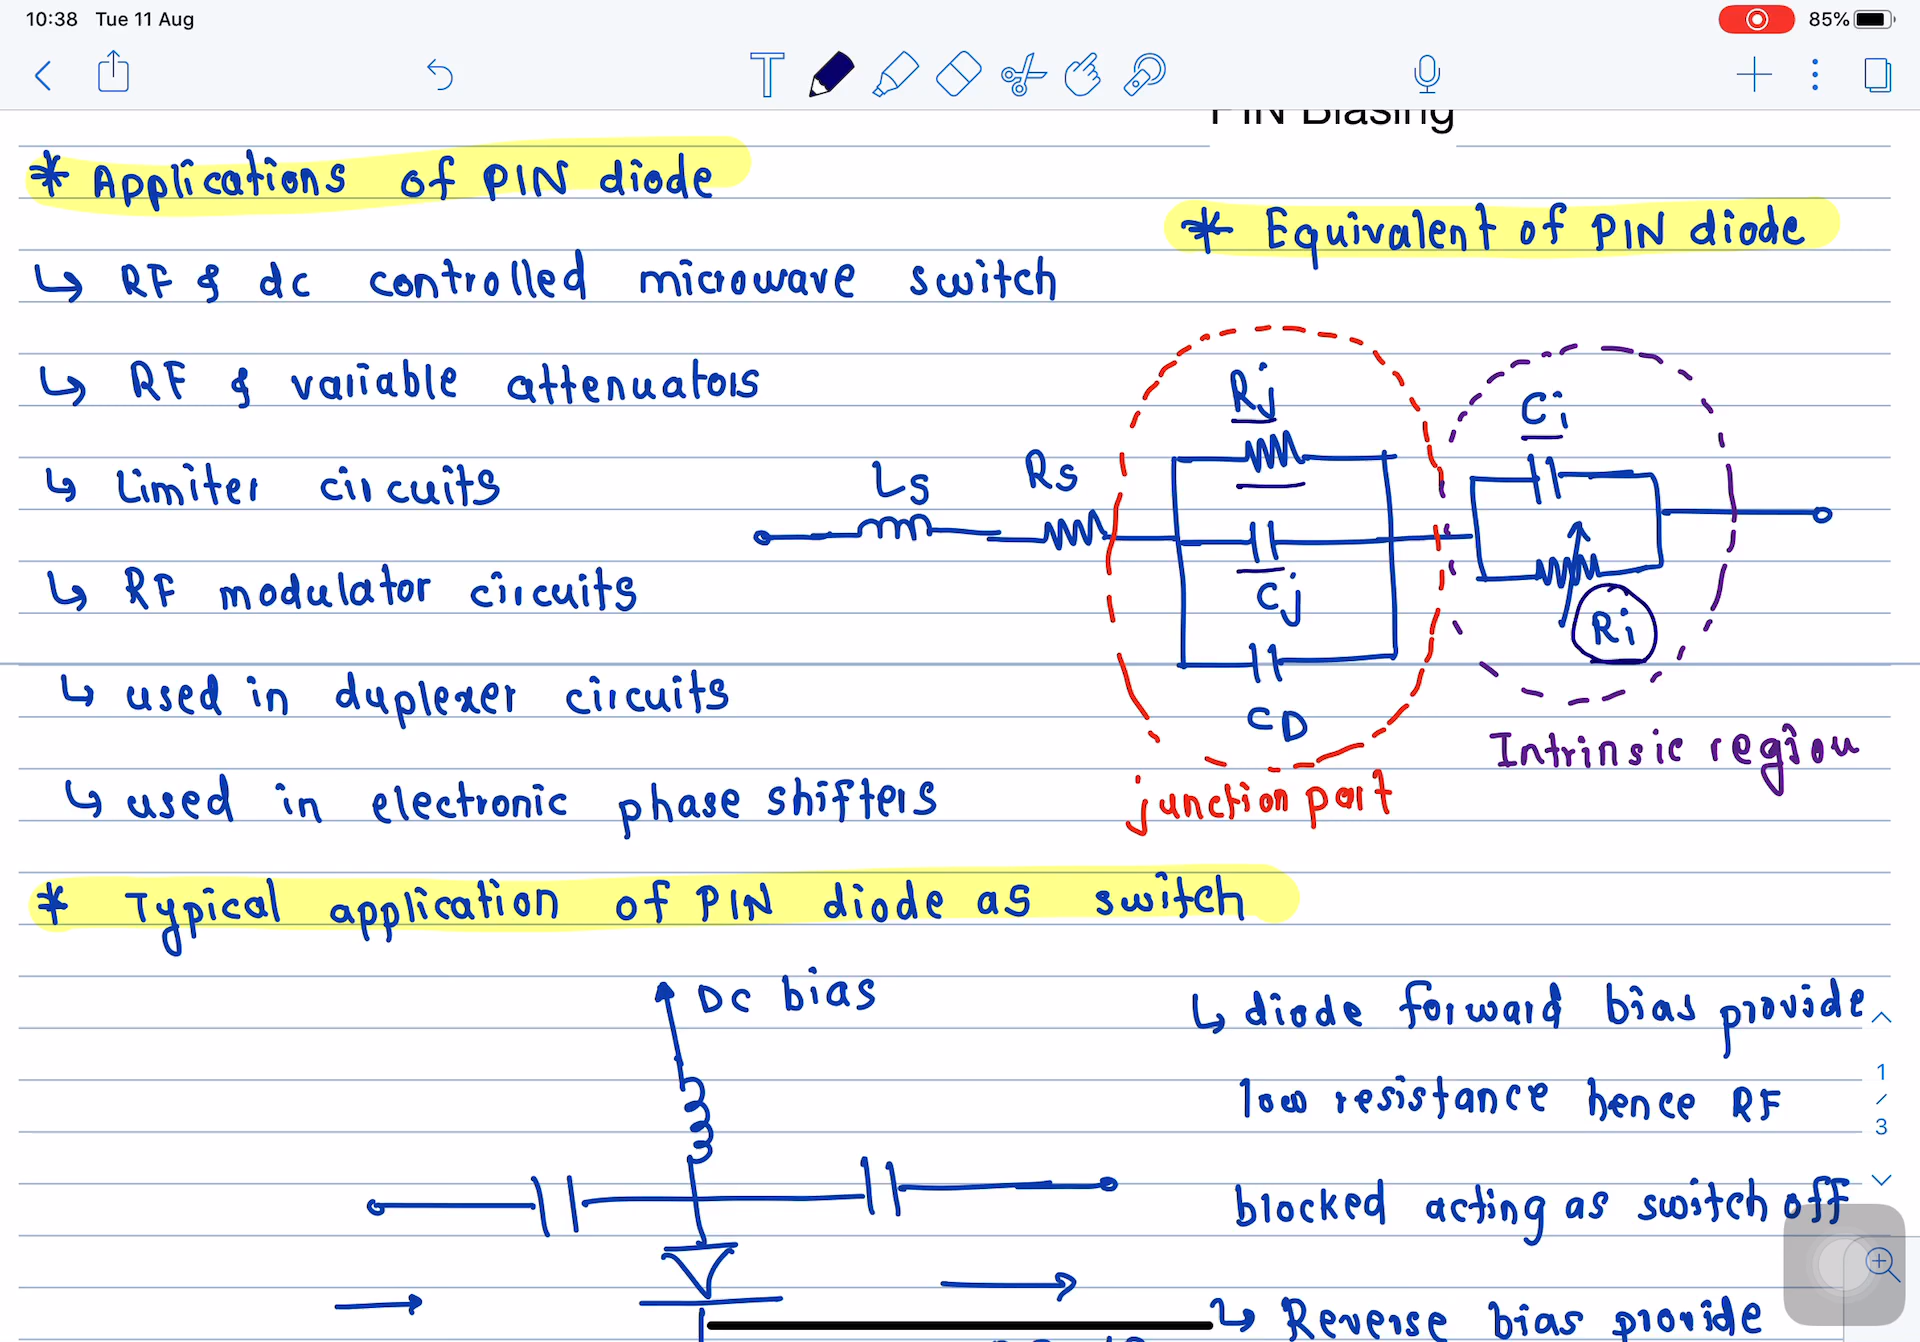 10:38 Tue 11 Aug
85%
PIN Biasing
* Applications of PIN diode
↳ RF & dc controlled microwave switch
↳ RF & variable attenuators
↳ Limiter circuits
↳ RF modulator circuits
↳ used in duplexer circuits
↳ used in electronic phase shifters
* Equivalent of PIN diode
Ls
Rs
Rj
Cj
CD
Ci
Ri
junction part
Intrinsic region
* Typical application of PIN diode as switch
DC bias
↳ diode forward bias provide
low resistance hence RF
blocked acting as switch off
↳ Reverse bias provide
1
/
3